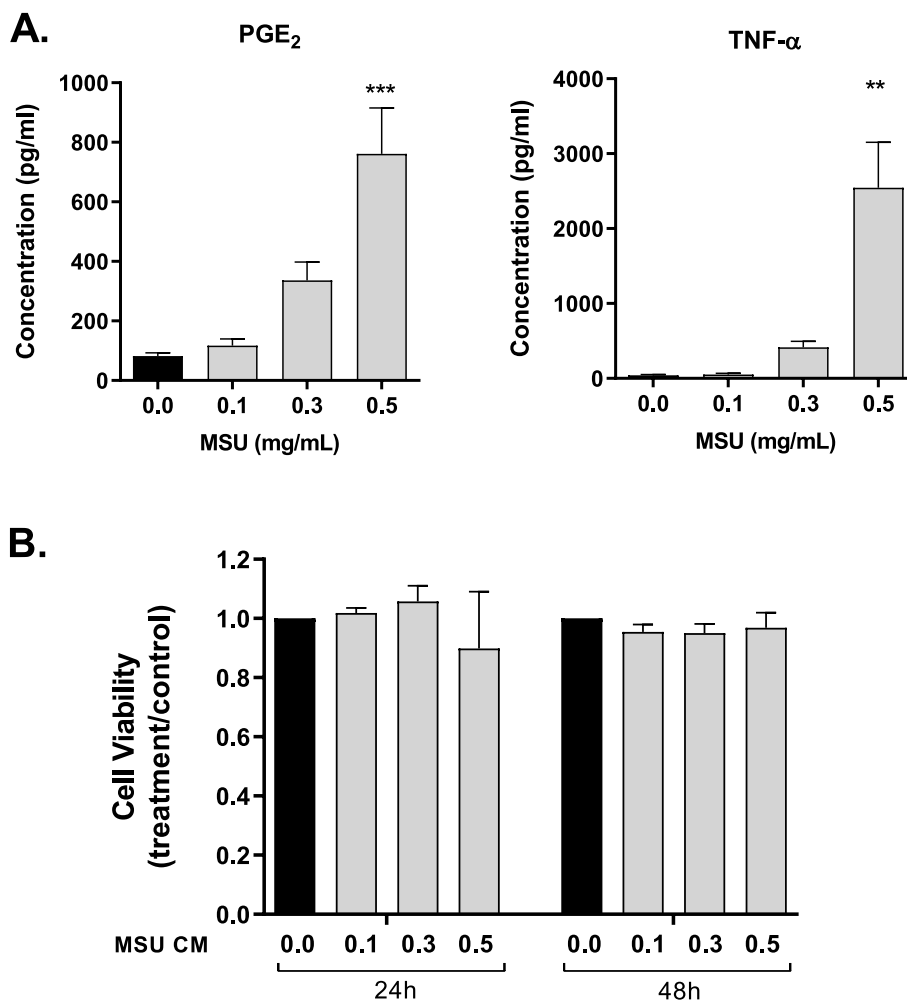 A.
PGE₂
TNF-α
Concentration (pg/ml)
1000
800
600
400
200
0
***
0.0 0.1 0.3 0.5
MSU (mg/mL)
Concentration (pg/ml)
4000
3000
2000
1000
0
**
0.0 0.1 0.3 0.5
MSU (mg/mL)
B.
Cell Viability
(treatment/control)
1.2
1.0
0.8
0.6
0.4
0.2
0.0
MSU CM 0.0 0.1 0.3 0.5 0.0 0.1 0.3 0.5
24h 48h